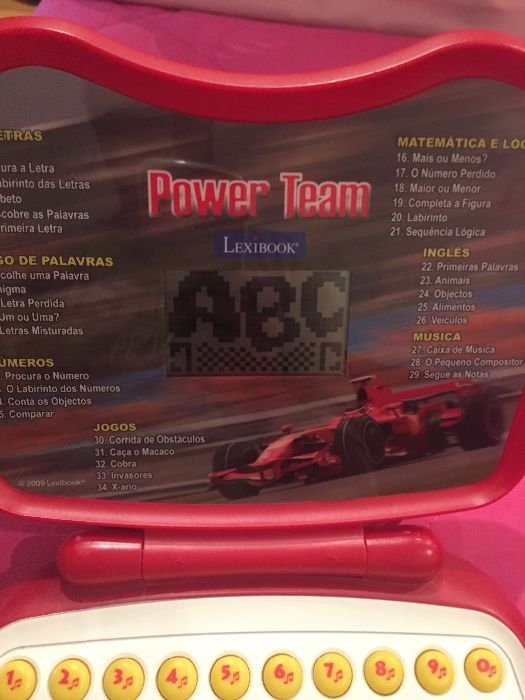 ETRAS
ura a Letra
abirinto das Letras
beto
cobre as Palavras
rimeira Letra
GO DE PALAVRAS
colhe uma Palavra
nigma
Letra Perdida
Um ou Uma?
Letras Misturadas
ÚMEROS
. Procura o Número
. O Labirinto dos Números
. Conta os Objectos
5. Comparar
Power Team
LEXIBOOK®
ABC
MATEMÁTICA E LÓG
16. Mais ou Menos?
17. O Número Perdido
18. Maior ou Menor
19. Completa a Figura
20. Labirinto
21. Sequência Lógica
INGLÊS
22. Primeiras Palavras
23. Animais
24. Objectos
25. Alimentos
26. Veículos
MÚSICA
27. Caixa de Música
28. O Pequeno Compositor
29. Segue as Notas
JOGOS
30. Corrida de Obstáculos
31. Caça o Macaco
32. Cobra
33. Invasores
34. X-ario
© 2009 Lexibook®
1 2 3 4 5 6 7 8 9 0